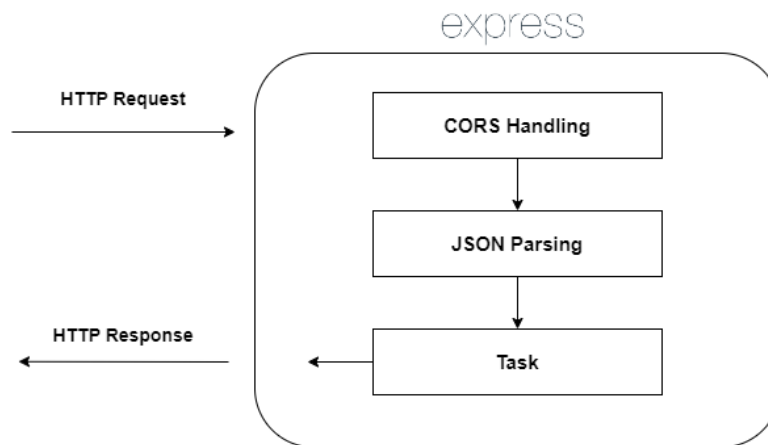 express
HTTP Request
CORS Handling
JSON Parsing
HTTP Response
Task